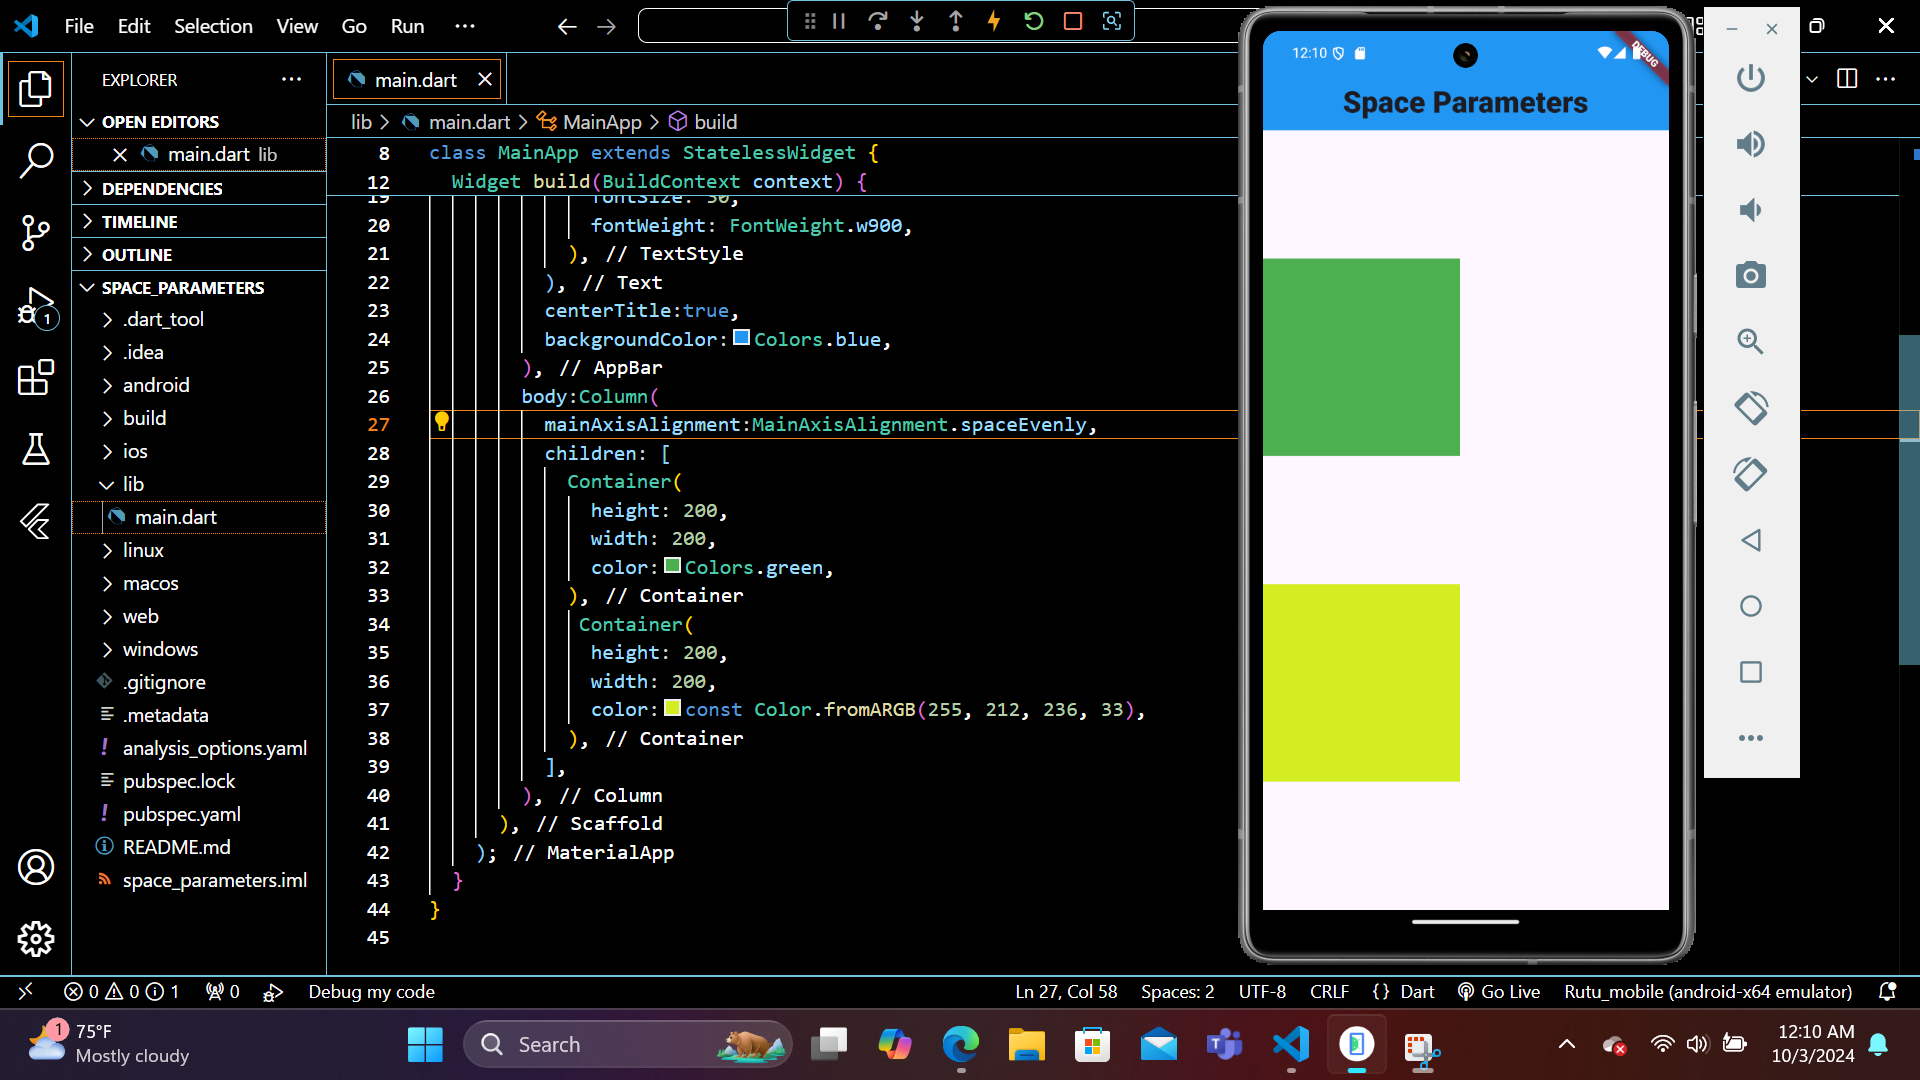 File Edit Selection View Go Run ···
EXPLORER
main.dart
OPEN EDITORS
main.dart lib
DEPENDENCIES
TIMELINE
OUTLINE
SPACE_PARAMETERS
.dart_tool
.idea
android
build
ios
lib
main.dart
linux
macos
web
windows
.gitignore
.metadata
! analysis_options.yaml
pubspec.lock
! pubspec.yaml
README.md
space_parameters.iml
1
lib > main.dart > MainApp > build
8 class MainApp extends StatelessWidget {
12 Widget build(BuildContext context) {
19 fontSize: 30,
20 fontWeight: FontWeight.w900,
21 ), // TextStyle
22 ), // Text
23 centerTitle:true,
24 backgroundColor: Colors.blue,
25 ), // AppBar
26 body:Column(
27 mainAxisAlignment:MainAxisAlignment.spaceEvenly,
28 children: [
29 Container(
30 height: 200,
31 width: 200,
32 color: Colors.green,
33 ), // Container
34 Container(
35 height: 200,
36 width: 200,
37 color: const Color.fromARGB(255, 212, 236, 33),
38 ), // Container
39 ],
40 ), // Column
41 ), // Scaffold
42 ); // MaterialApp
43 }
44 }
45
12:10
DEBUG
Space Parameters
0 0 1 0 Debug my code
Ln 27, Col 58 Spaces: 2 UTF-8 CRLF {} Dart Go Live Rutu_mobile (android-x64 emulator)
1
75°F
Mostly cloudy
Search
12:10 AM
10/3/2024